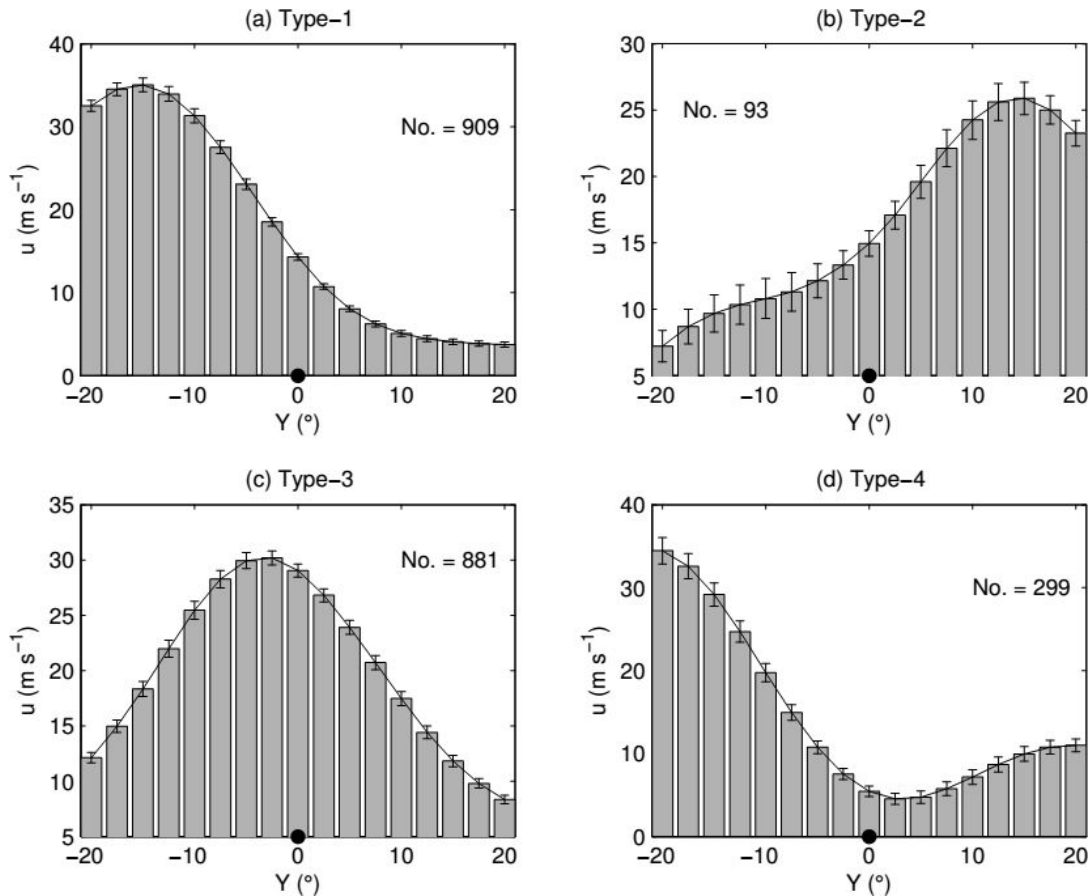 (a) Type−1
40
30
20
10
0
u (m s−1)
No. = 909
−20 −10 0 10 20
Y (°)
(b) Type−2
30
25
20
15
10
5
u (m s−1)
No. = 93
−20 −10 0 10 20
Y (°)
(c) Type−3
35
30
25
20
15
10
5
u (m s−1)
No. = 881
−20 −10 0 10 20
Y (°)
(d) Type−4
40
30
20
10
0
u (m s−1)
No. = 299
−20 −10 0 10 20
Y (°)